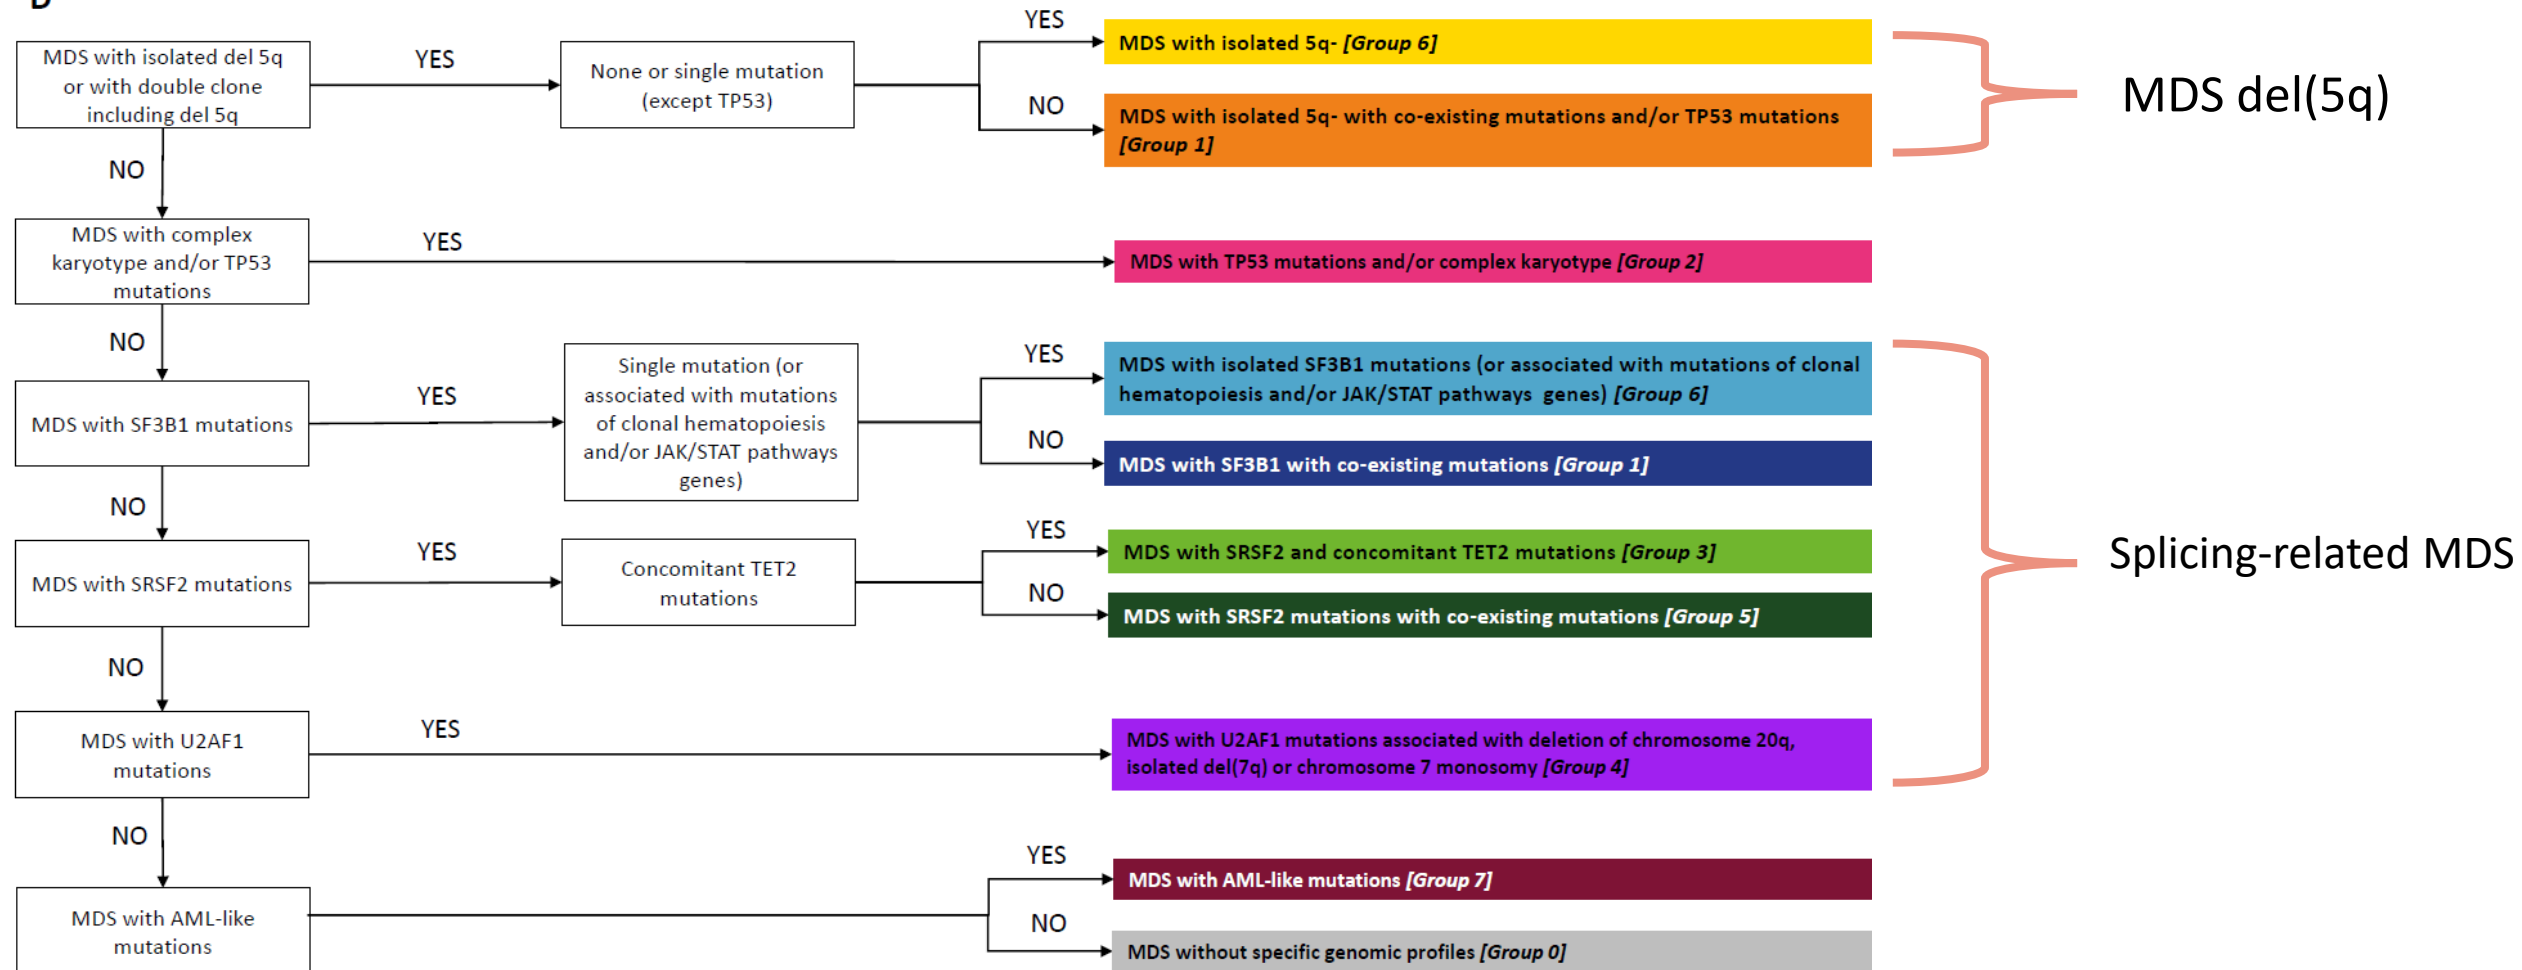 D
MDS with isolated del 5q
or with double clone
including del 5q
YES
None or single mutation
(except TP53)
YES
MDS with isolated 5q- [Group 6]
NO
MDS with isolated 5q- with co-existing mutations and/or TP53 mutations
[Group 1]
MDS del(5q)
NO
MDS with complex
karyotype and/or TP53
mutations
YES
MDS with TP53 mutations and/or complex karyotype [Group 2]
NO
MDS with SF3B1 mutations
YES
Single mutation (or
associated with mutations
of clonal hematopoiesis
and/or JAK/STAT pathways
genes)
YES
MDS with isolated SF3B1 mutations (or associated with mutations of clonal
hematopoiesis and/or JAK/STAT pathways genes) [Group 6]
NO
MDS with SF3B1 with co-existing mutations [Group 1]
NO
MDS with SRSF2 mutations
YES
Concomitant TET2
mutations
YES
MDS with SRSF2 and concomitant TET2 mutations [Group 3]
NO
MDS with SRSF2 mutations with co-existing mutations [Group 5]
Splicing-related MDS
NO
MDS with U2AF1
mutations
YES
MDS with U2AF1 mutations associated with deletion of chromosome 20q,
isolated del(7q) or chromosome 7 monosomy [Group 4]
NO
MDS with AML-like
mutations
YES
MDS with AML-like mutations [Group 7]
NO
MDS without specific genomic profiles [Group 0]